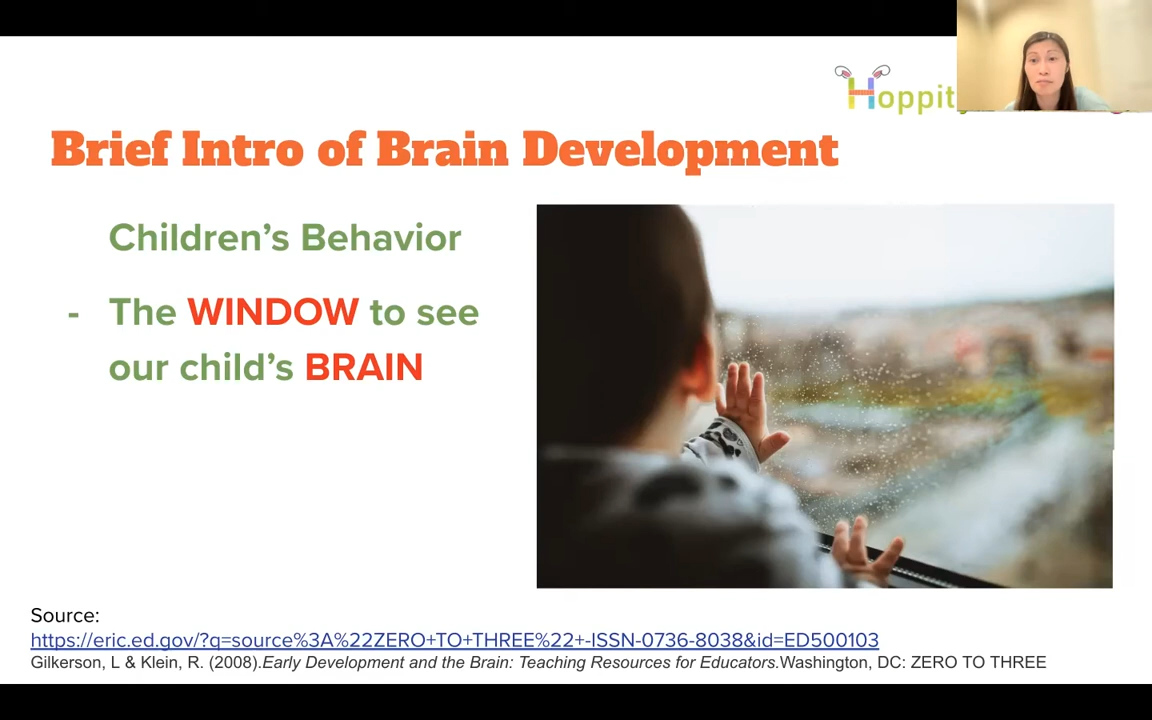 Hoppit
Brief Intro of Brain Development
Children's Behavior
- The WINDOW to see
our child's BRAIN
Source:
https://eric.ed.gov/?q=source%3A%22ZERO+TO+THREE%22+-ISSN-0736-8038&id=ED500103
Gilkerson, L & Klein, R. (2008).Early Development and the Brain: Teaching Resources for Educators.Washington, DC: ZERO TO THREE